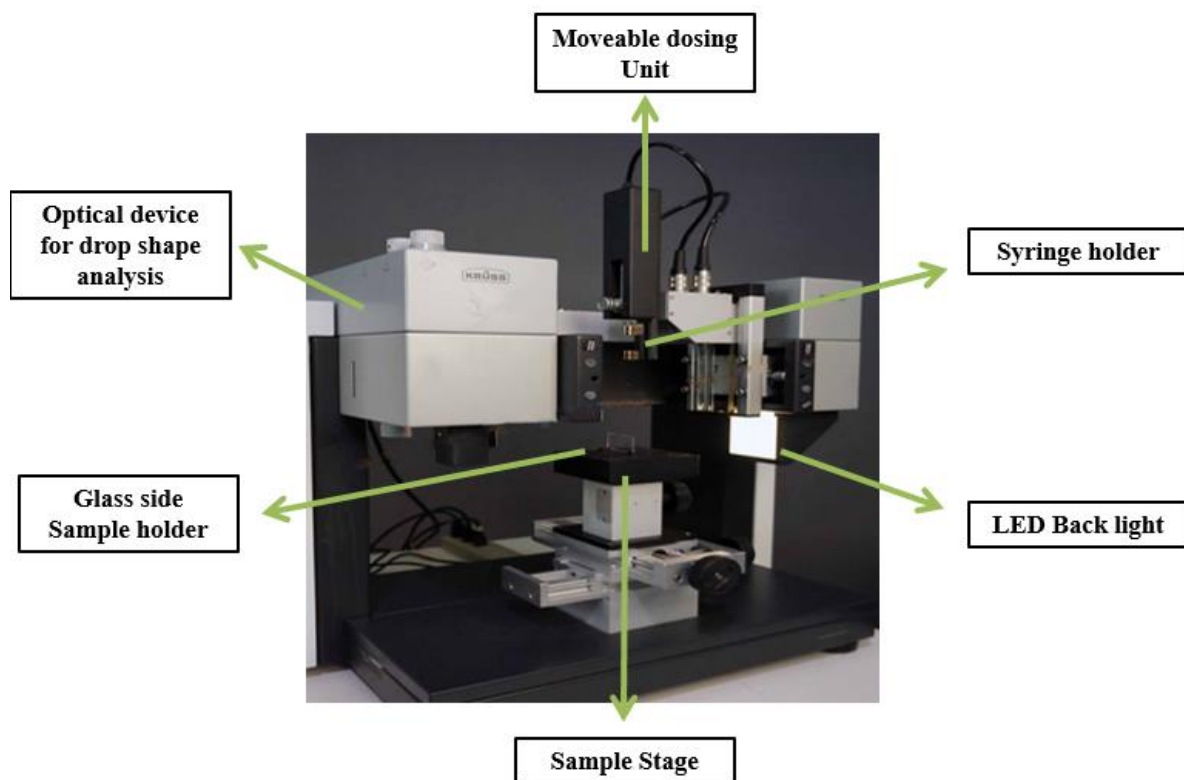 Moveable dosing
Unit
Optical device
for drop shape
analysis
KRÜSS
Syringe holder
Glass side
Sample holder
LED Back light
Sample Stage